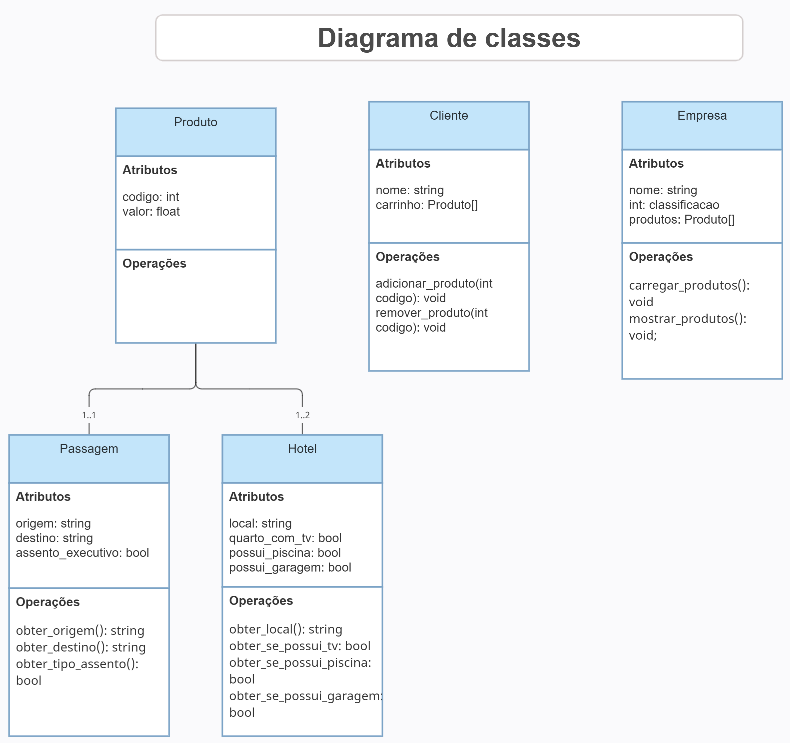 Diagrama de classes
Produto
Atributos
codigo: int
valor: float
Operações
Cliente
Atributos
nome: string
carrinho: Produto[]
Operações
adicionar_produto(int
codigo): void
remover_produto(int
codigo): void
Empresa
Atributos
nome: string
int: classificacao
produtos: Produto[]
Operações
carregar_produtos():
void
mostrar_produtos():
void;
1..1
1..2
Passagem
Atributos
origem: string
destino: string
assento_executivo: bool
Operações
obter_origem(): string
obter_destino(): string
obter_tipo_assento():
bool
Hotel
Atributos
local: string
quarto_com_tv: bool
possui_piscina: bool
possui_garagem: bool
Operações
obter_local(): string
obter_se_possui_tv: bool
obter_se_possui_piscina:
bool
obter_se_possui_garagem:
bool